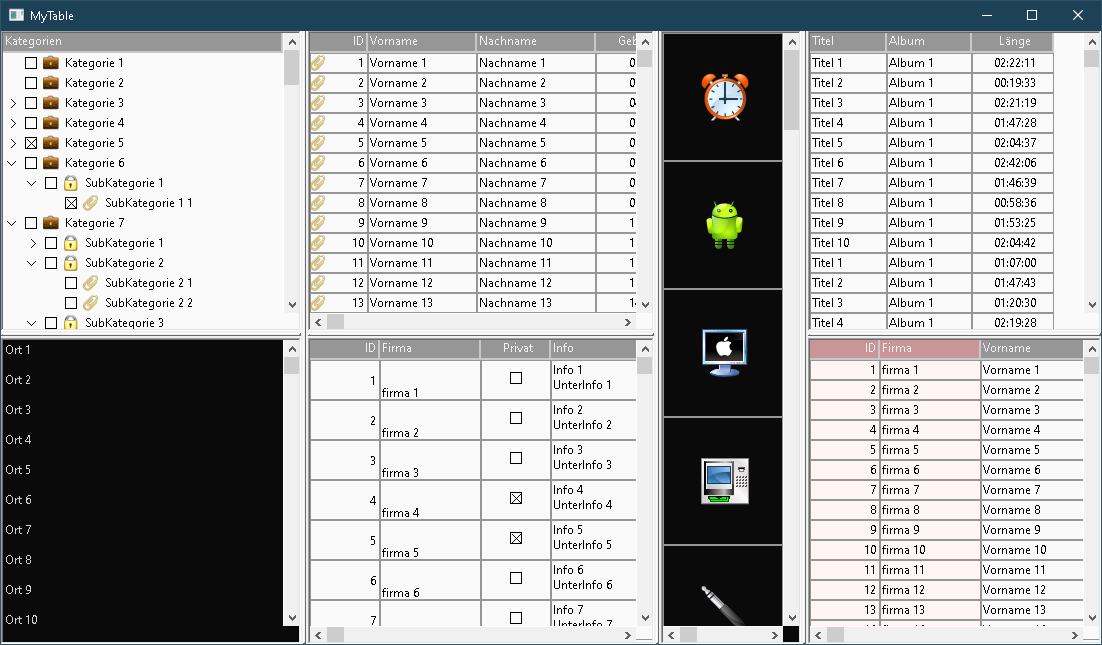 MyTable
Kategorien
Kategorie 1
Kategorie 2
Kategorie 3
Kategorie 4
Kategorie 5
Kategorie 6
SubKategorie 1
SubKategorie 1 1
Kategorie 7
SubKategorie 1
SubKategorie 2
SubKategorie 2 1
SubKategorie 2 2
SubKategorie 3
ID Vorname Nachname Geb
1 Vorname 1 Nachname 1 0
2 Vorname 2 Nachname 2 0
3 Vorname 3 Nachname 3 0
4 Vorname 4 Nachname 4 0
5 Vorname 5 Nachname 5 0
6 Vorname 6 Nachname 6 0
7 Vorname 7 Nachname 7 0
8 Vorname 8 Nachname 8 0
9 Vorname 9 Nachname 9 1
10 Vorname 10 Nachname 10 1
11 Vorname 11 Nachname 11 1
12 Vorname 12 Nachname 12 1
13 Vorname 13 Nachname 13 1
Titel Album Länge
Titel 1 Album 1 02:22:11
Titel 2 Album 1 00:19:33
Titel 3 Album 1 02:21:19
Titel 4 Album 1 01:47:28
Titel 5 Album 1 02:04:37
Titel 6 Album 1 02:42:06
Titel 7 Album 1 01:46:39
Titel 8 Album 1 00:58:36
Titel 9 Album 1 01:53:25
Titel 10 Album 1 02:04:42
Titel 1 Album 1 01:07:00
Titel 2 Album 1 01:47:43
Titel 3 Album 1 01:20:30
Titel 4 Album 1 02:19:28
Ort 1
Ort 2
Ort 3
Ort 4
Ort 5
Ort 6
Ort 7
Ort 8
Ort 9
Ort 10
ID Firma Privat Info
1 firma 1 Info 1
UnterInfo 1
2 firma 2 Info 2
UnterInfo 2
3 firma 3 Info 3
UnterInfo 3
4 firma 4 Info 4
UnterInfo 4
5 firma 5 Info 5
UnterInfo 5
6 firma 6 Info 6
UnterInfo 6
7 Info 7
UnterInfo 7
ID Firma Vorname
1 firma 1 Vorname 1
2 firma 2 Vorname 2
3 firma 3 Vorname 3
4 firma 4 Vorname 4
5 firma 5 Vorname 5
6 firma 6 Vorname 6
7 firma 7 Vorname 7
8 firma 8 Vorname 8
9 firma 9 Vorname 9
10 firma 10 Vorname 10
11 firma 11 Vorname 11
12 firma 12 Vorname 12
13 firma 13 Vorname 13